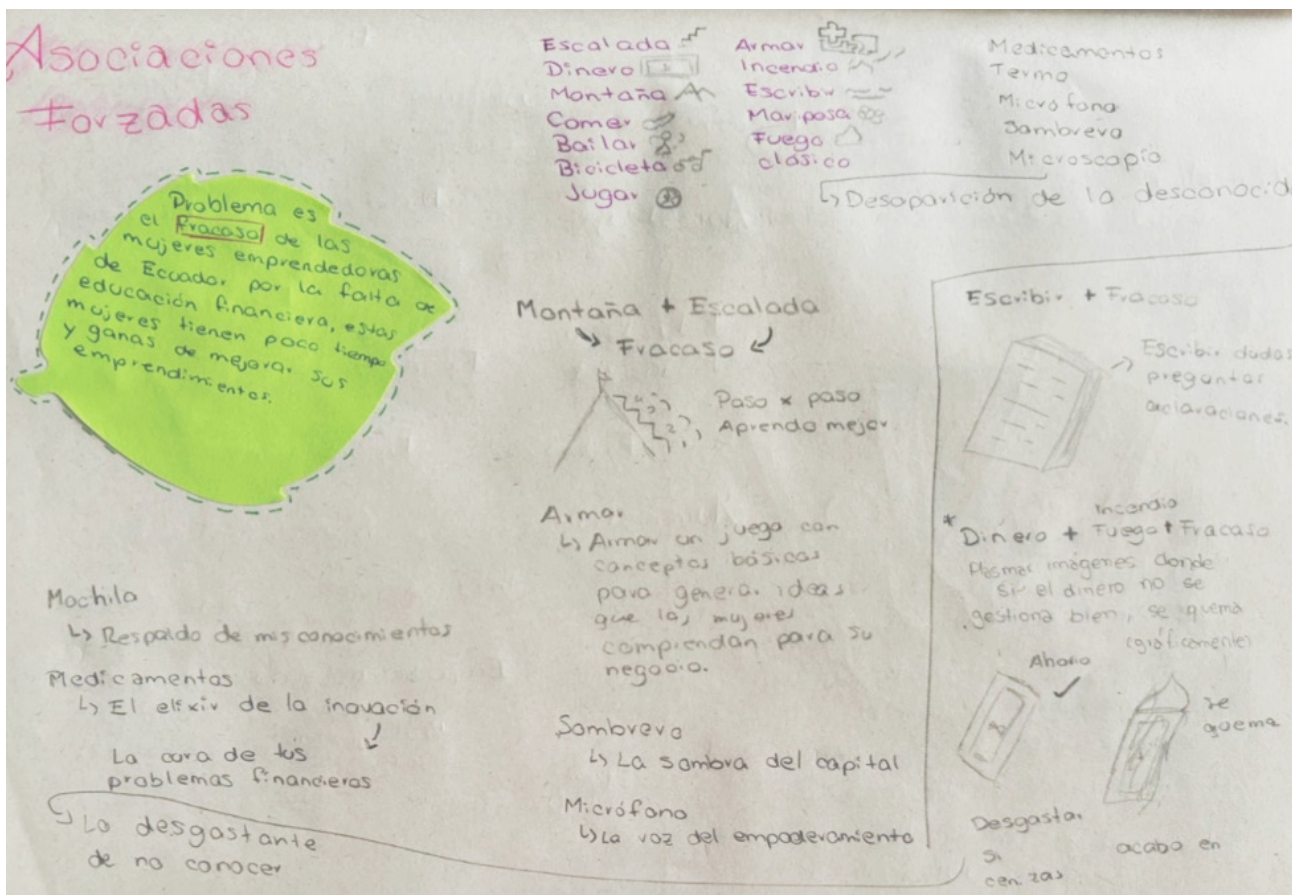 Asociaciones
Forzadas
Problema es
el Fracaso de las
mujeres emprendedoras
de Ecuador por la falta de
educación financiera, estas
mujeres tienen poco tiempo
y ganas de mejorar sus
emprendimientos.
Escalada
Dinero
Montaña
Comer
Bailar
Bicicleta
Jugar
Armar
Incendio
Escribir
Mariposa
Fuego
clásico
Medicamentos
Termo
Micrófono
Sombrero
Microscopio
↳ Desaparición de lo desconocid
Montaña + Escalada
Fracaso
Paso x paso
Aprendo mejor
Armar
↳ Armar un juego con
conceptos básicos
para generar ideas
que las mujeres
comprendan para su
negocio.
Sombrero
↳ La sombra del capital
Micrófono
↳ La voz del empoderamiento
Mochila
↳ Respaldo de mis conocimientos
Medicamentos
↳ El elixir de la inovación
La cura de tus
problemas financieros
Lo desgastante
de no conocer
Escribir + Fracaso
→ Escribir dudas
preguntas
aclaraciones.
Incendio
* Dinero + Fuego + Fracaso
Plasmar imágenes donde
si el dinero no se
gestiona bien, se quema
(gráficamente)
Ahorro
se
quema
Desgastar
si acabo en
cenizas